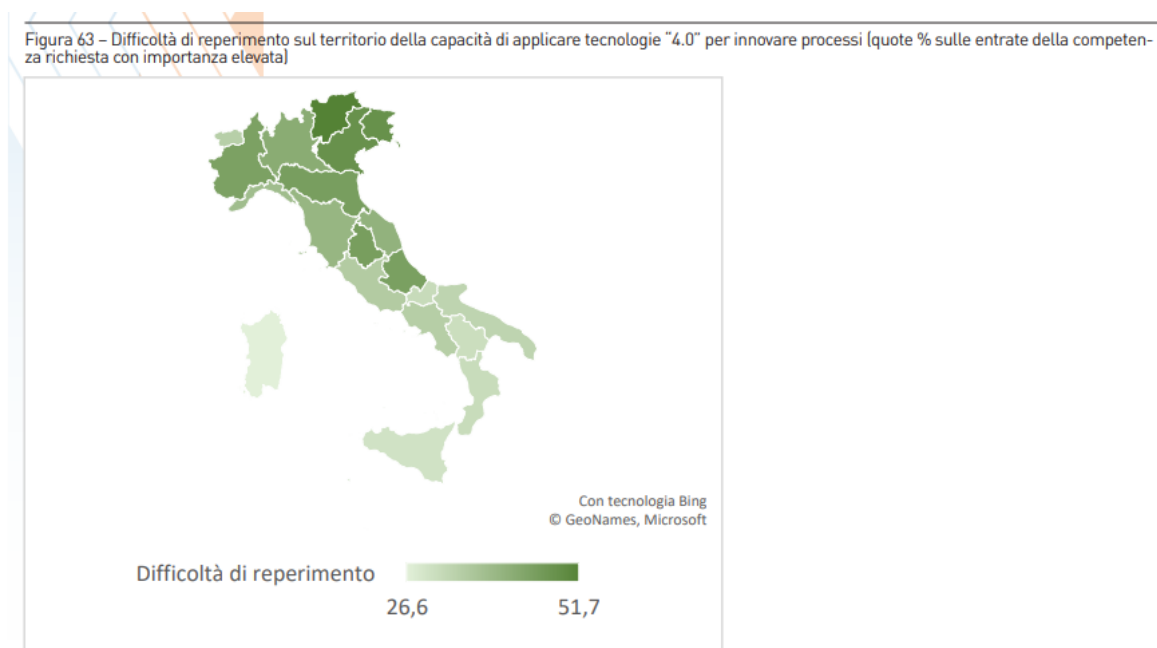 Figura 63 – Difficoltà di reperimento sul territorio della capacità di applicare tecnologie "4.0" per innovare processi (quote % sulle entrate della competen-
za richiesta con importanza elevata)
Con tecnologia Bing
© GeoNames, Microsoft
Difficoltà di reperimento
26,6 51,7